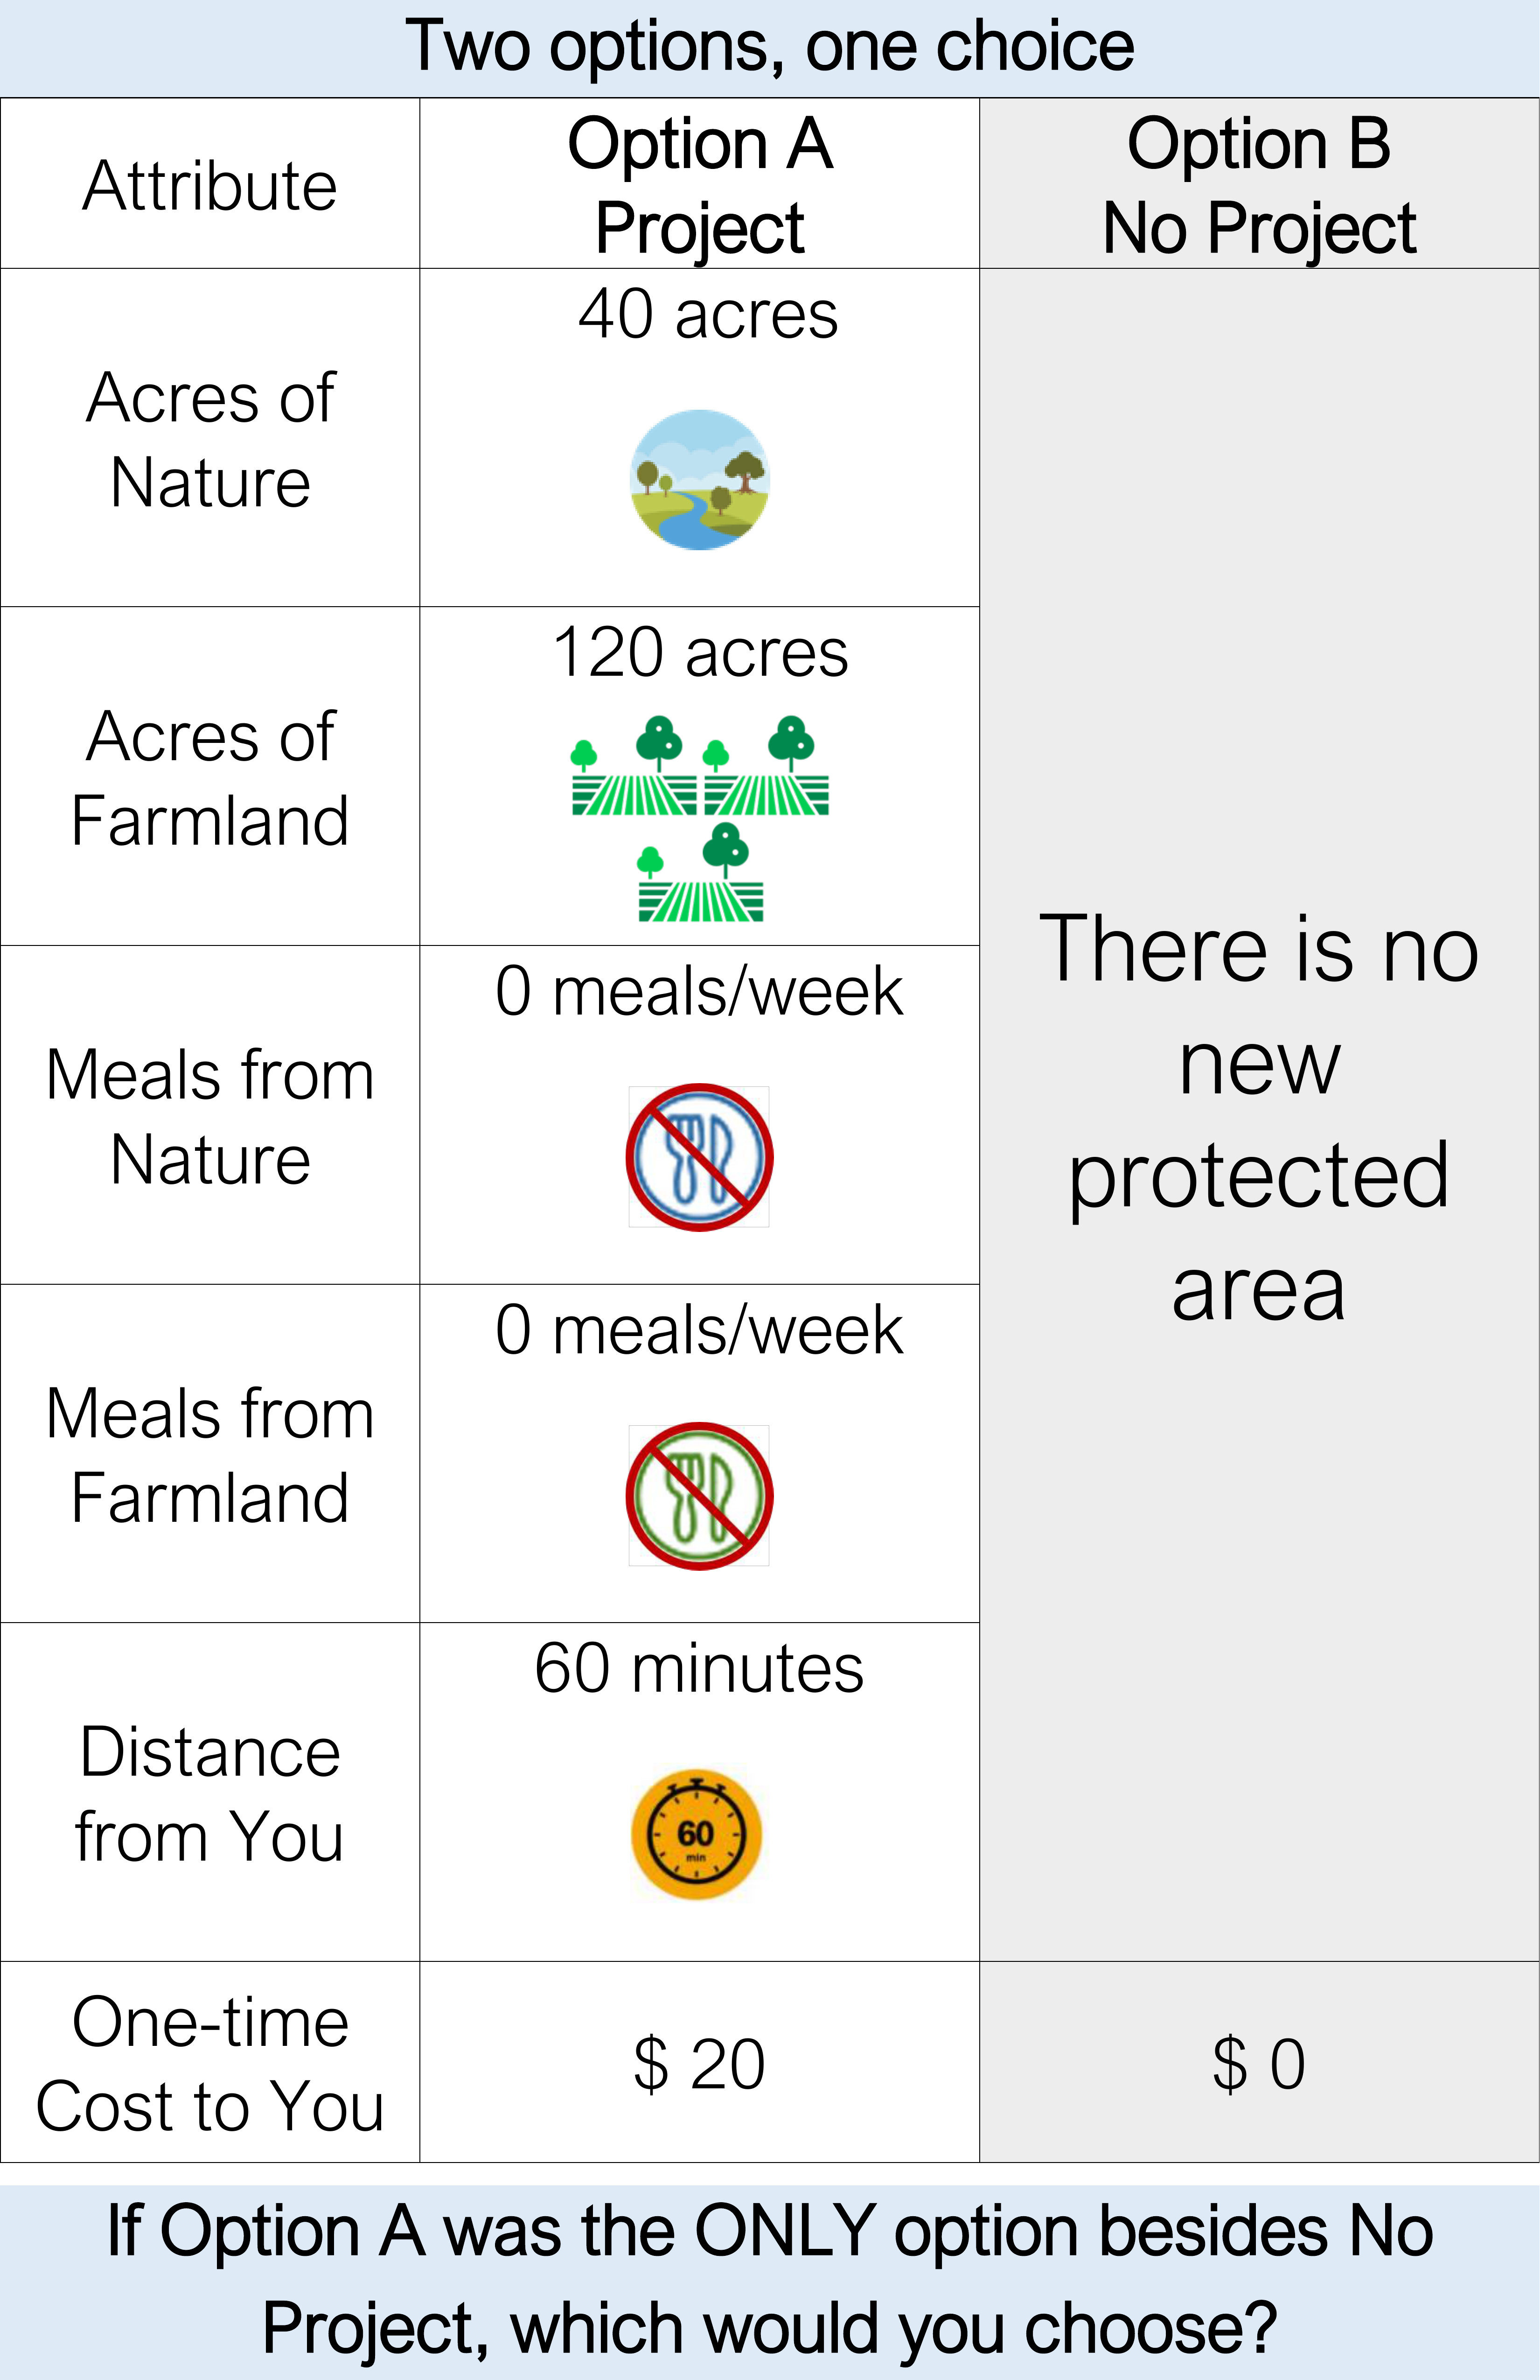 Two options, one choice
Attribute
Option A
Project
Option B
No Project
Acres of
Nature
40 acres
Acres of
Farmland
120 acres
Meals from
Nature
0 meals/week
Meals from
Farmland
0 meals/week
Distance
from You
60 minutes
60
min
There is no
new
protected
area
One-time
Cost to You
$ 20
$ 0
If Option A was the ONLY option besides No
Project, which would you choose?